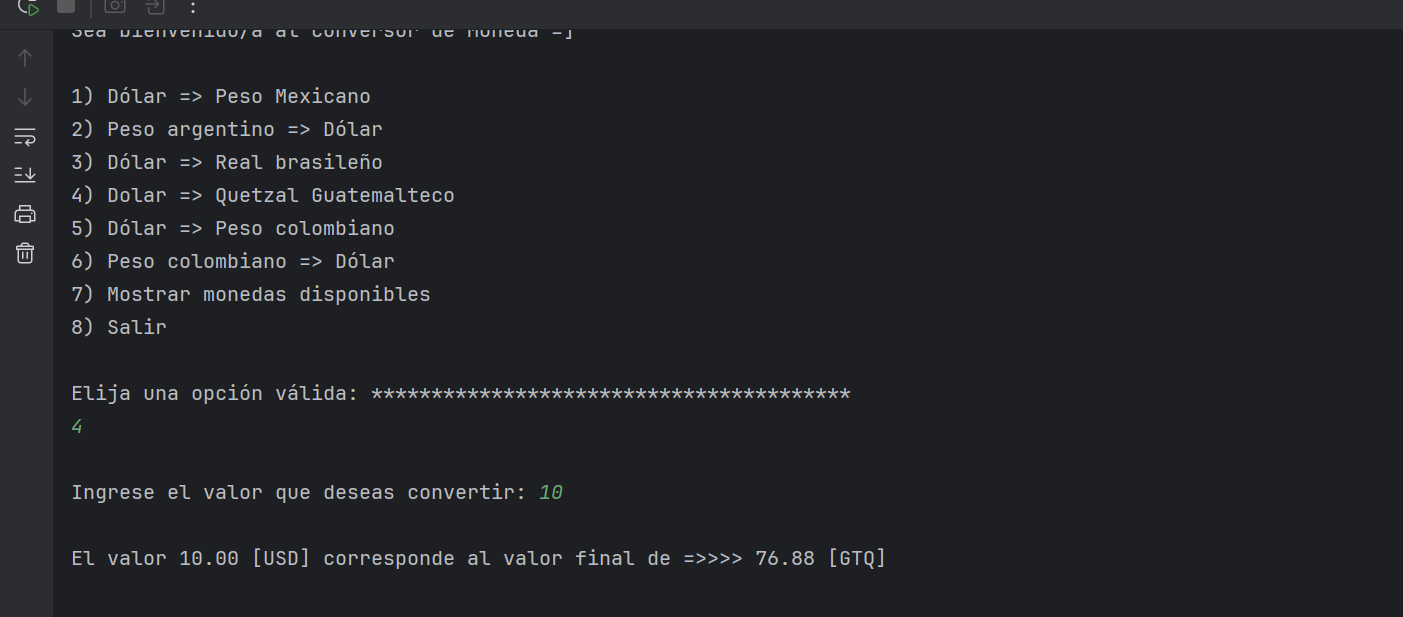 Sea bienvenido/a al conversor de Moneda =]
1) Dólar => Peso Mexicano
2) Peso argentino => Dólar
3) Dólar => Real brasileño
4) Dolar => Quetzal Guatemalteco
5) Dólar => Peso colombiano
6) Peso colombiano => Dólar
7) Mostrar monedas disponibles
8) Salir
Elija una opción válida: ****************************************
4
Ingrese el valor que deseas convertir: 10
El valor 10.00 [USD] corresponde al valor final de =>>>> 76.88 [GTQ]